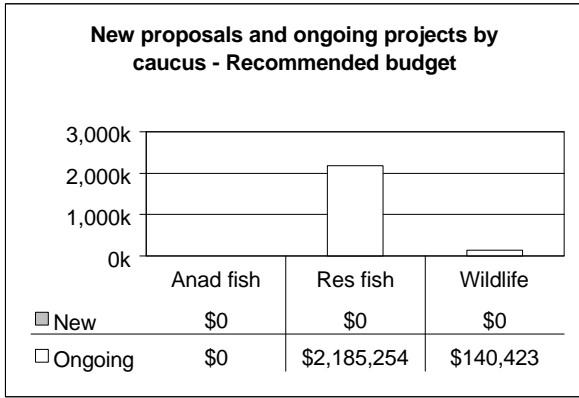 New proposals and ongoing projects by
caucus - Recommended budget
3,000k
2,000k
1,000k
0k
Anad fish Res fish Wildlife
New $0 $0 $0
Ongoing $0 $2,185,254 $140,423